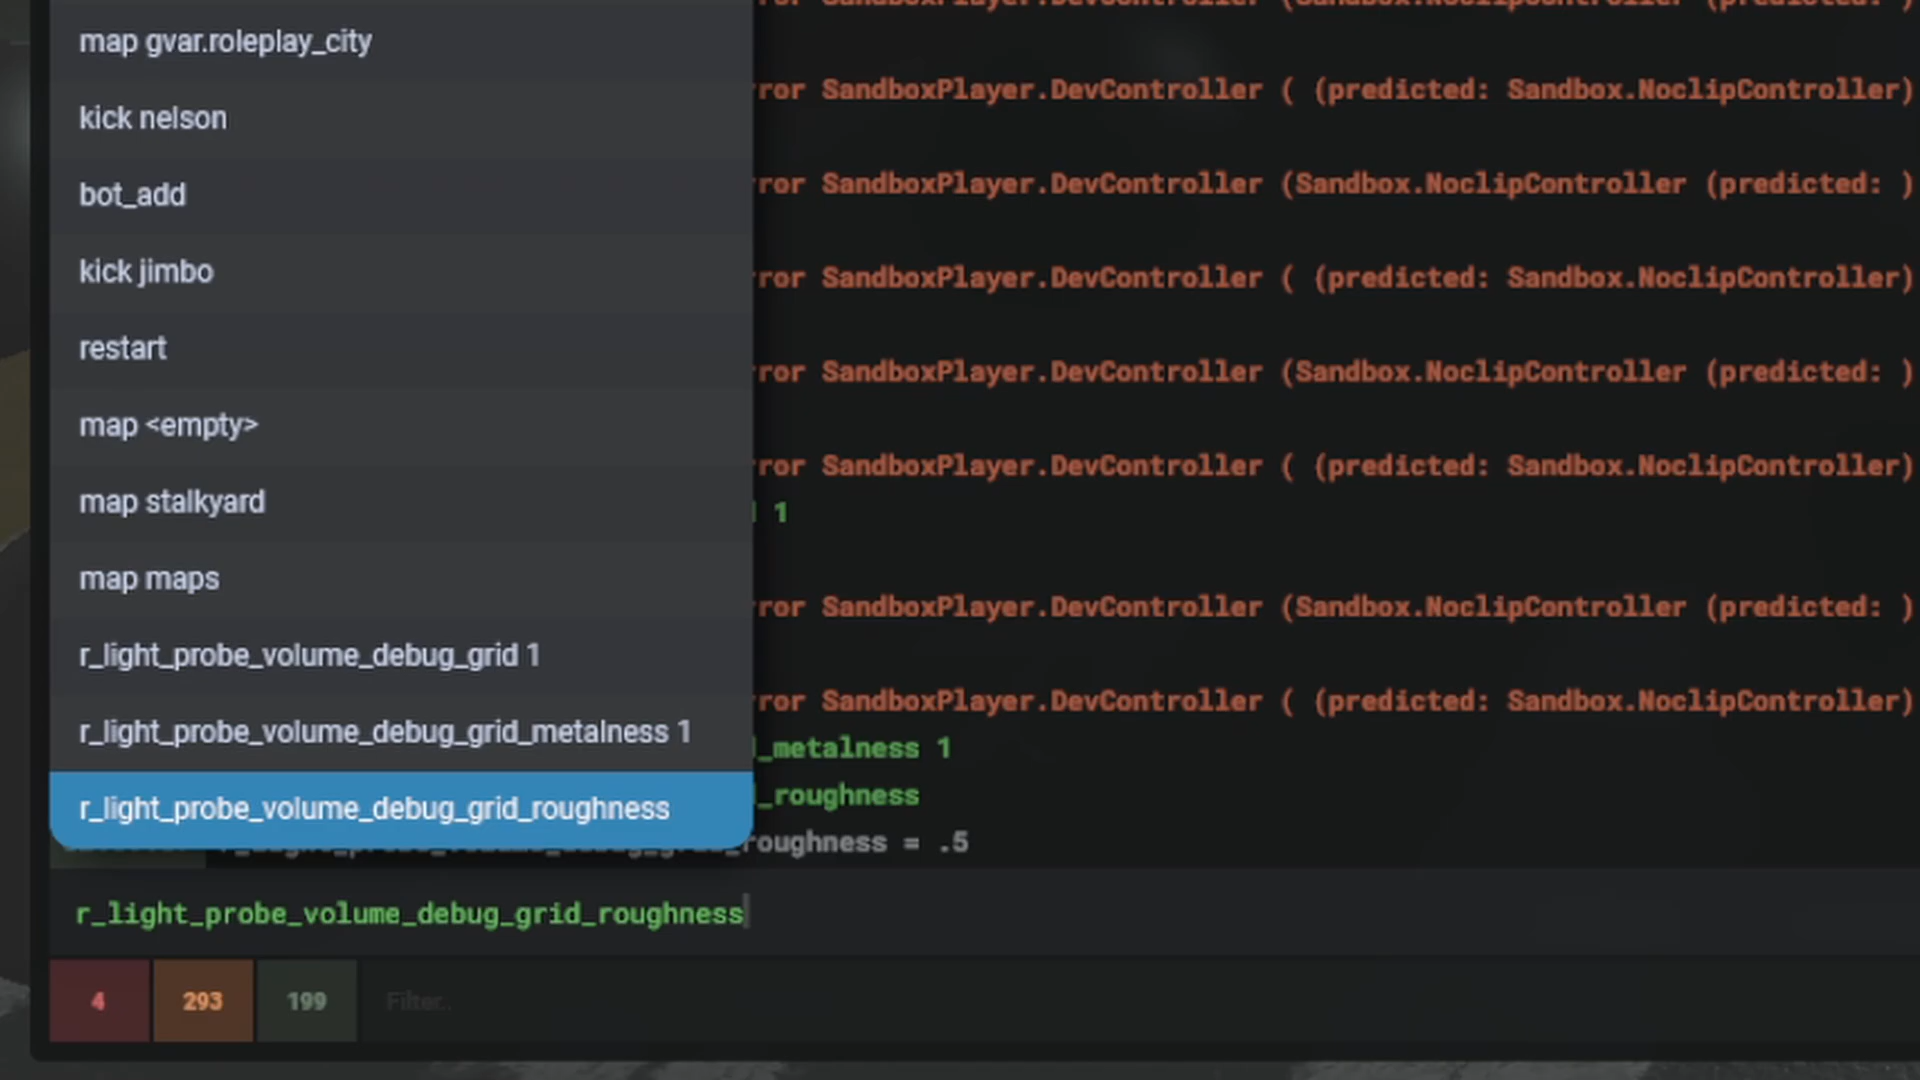 map gvar.roleplay_city
kick nelson
bot_add
kick jimbo
restart
map <empty>
map stalkyard
map maps
r_light_probe_volume_debug_grid 1
r_light_probe_volume_debug_grid_metalness 1
r_light_probe_volume_debug_grid_roughness
ror SandboxPlayer.DevController ( (predicted: Sandbox.NoclipController)
ror SandboxPlayer.DevController (Sandbox.NoclipController (predicted: )
ror SandboxPlayer.DevController ( (predicted: Sandbox.NoclipController)
ror SandboxPlayer.DevController (Sandbox.NoclipController (predicted: )
ror SandboxPlayer.DevController ( (predicted: Sandbox.NoclipController)
1
ror SandboxPlayer.DevController (Sandbox.NoclipController (predicted: )
ror SandboxPlayer.DevController ( (predicted: Sandbox.NoclipController)
_metalness 1
_roughness
roughness = .5
r_light_probe_volume_debug_grid_roughness
4
293
199
Filter..